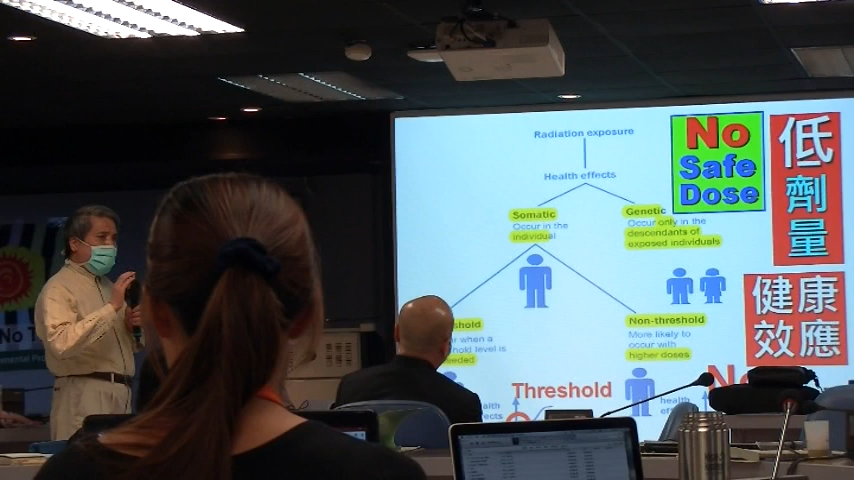 Radiation exposure
Health effects
Somatic
Occur in the
individual
Genetic
Occur only in the
descendants of
exposed individuals
No
Safe
Dose
低
劑
量
健康
效應
Non-threshold
More likely to
occur with
higher doses
Threshold
No T